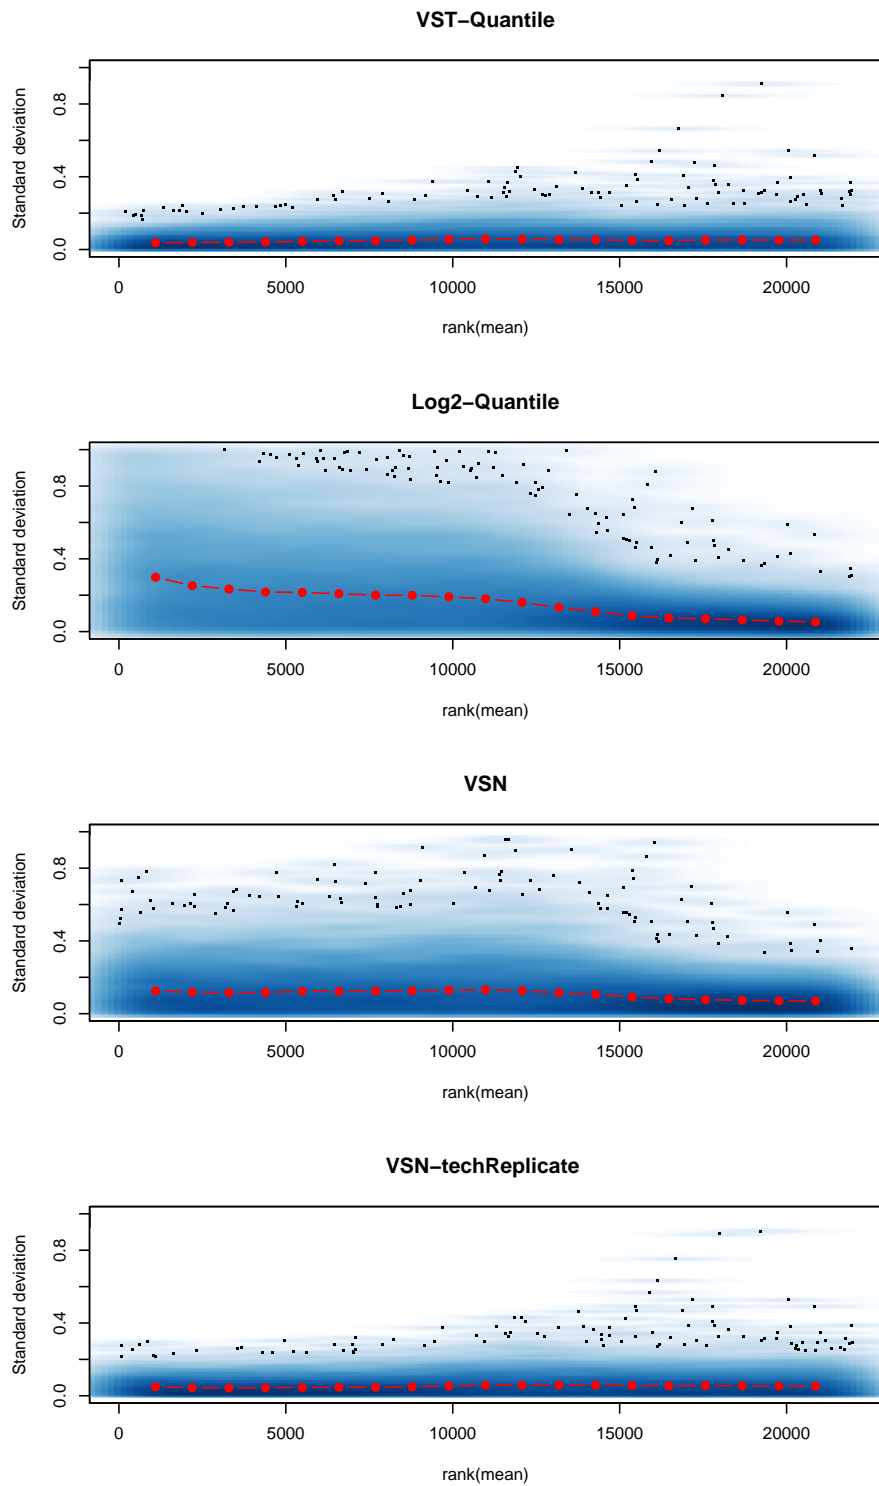 VST−Quantile
Standard deviation
0.0 0.4 0.8
0 5000 10000 15000 20000
rank(mean)
Log2−Quantile
Standard deviation
0.0 0.4 0.8
0 5000 10000 15000 20000
rank(mean)
VSN
Standard deviation
0.0 0.4 0.8
0 5000 10000 15000 20000
rank(mean)
VSN−techReplicate
Standard deviation
0.0 0.4 0.8
0 5000 10000 15000 20000
rank(mean)